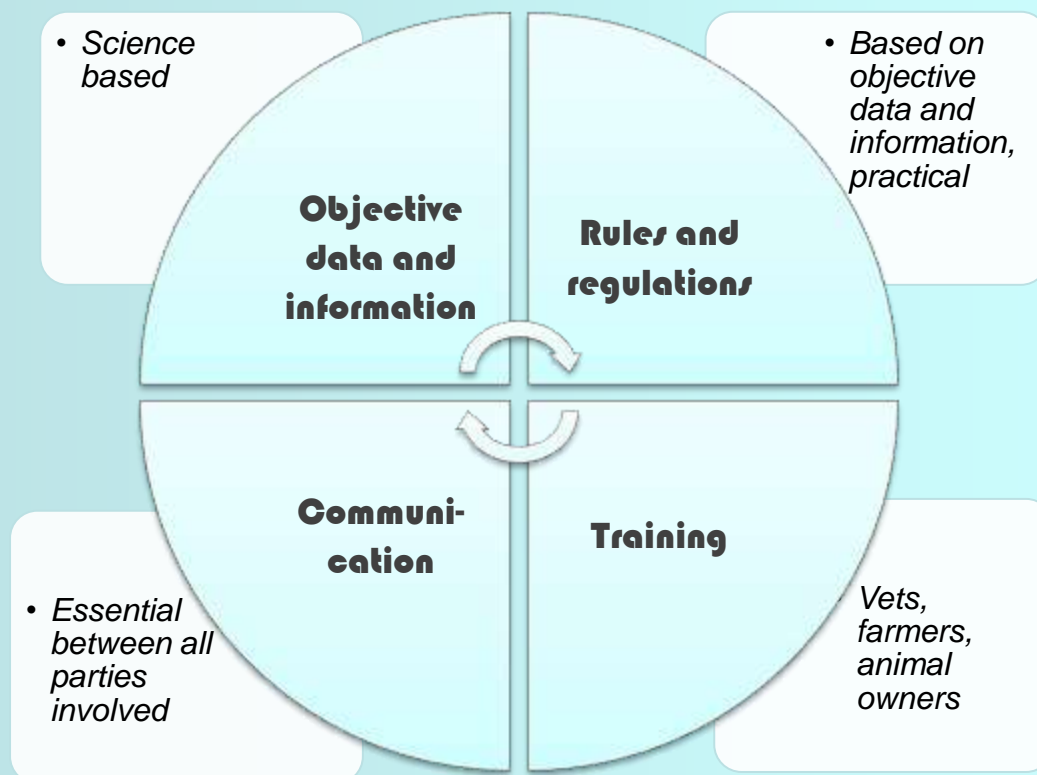 • Science
based
• Based on
objective
data and
information,
practical
Objective
data and
information
Rules and
regulations
Communi-
cation
Training
• Essential
between all
parties
involved
Vets,
farmers,
animal
owners